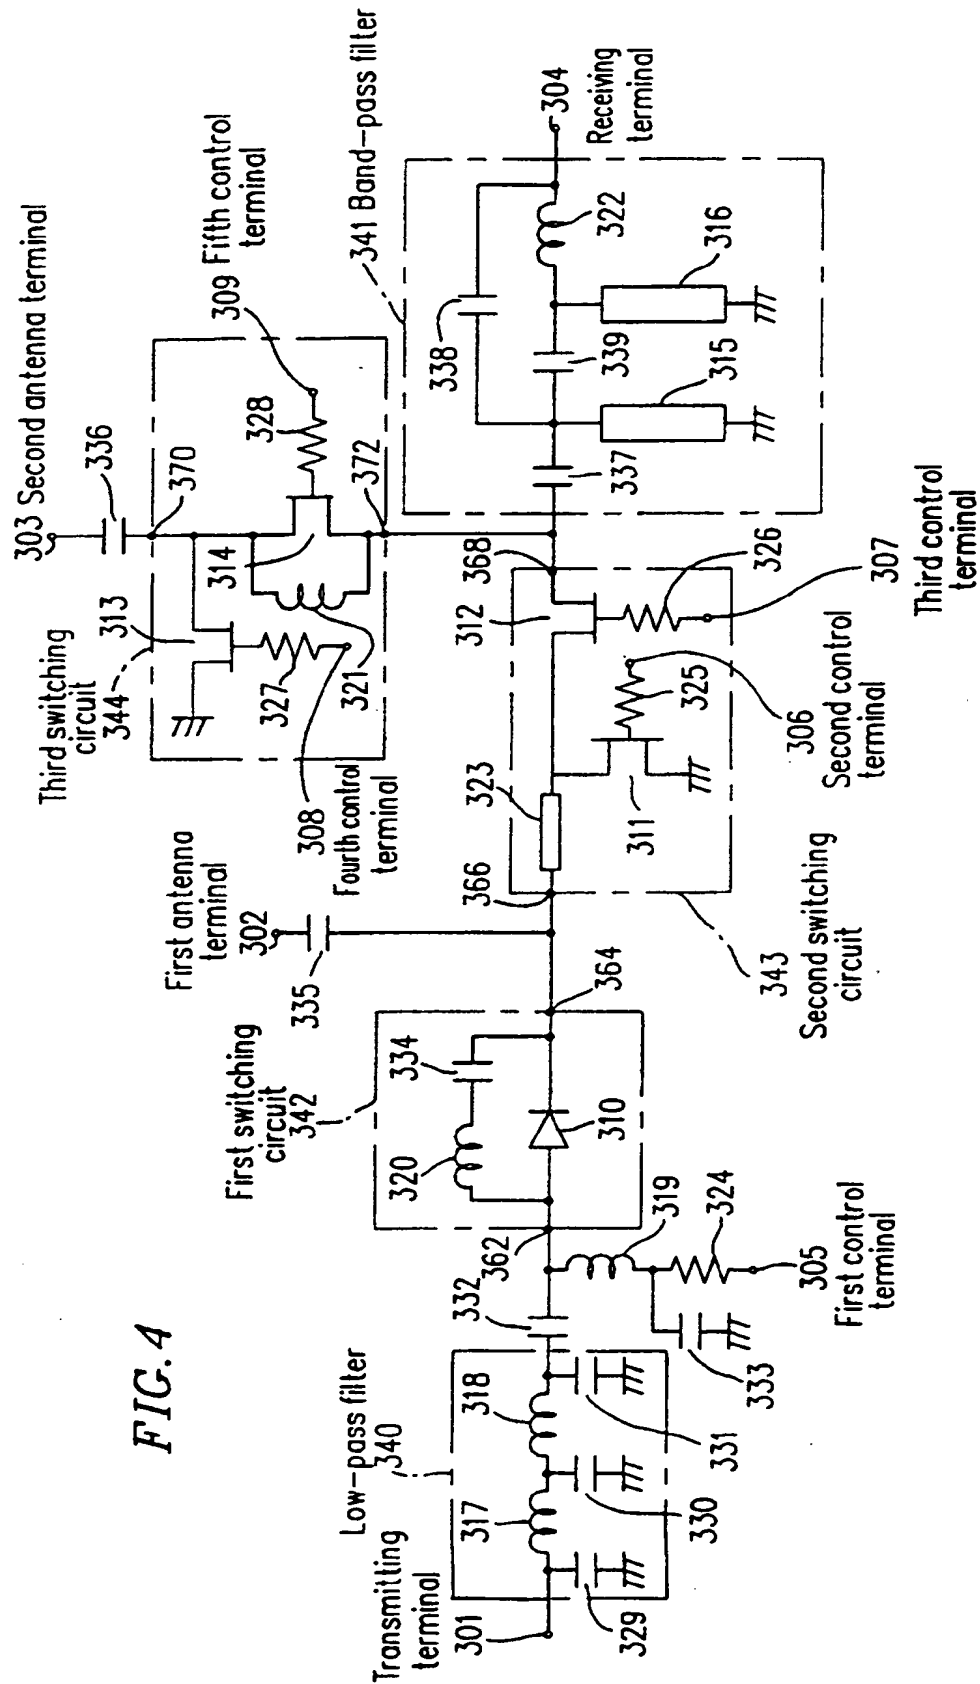 FIG. 4
303 Second antenna terminal
336
370
Third switching
circuit
344
313
314
327
321
328
372
309 Fifth control
terminal
308
Fourth control
terminal
341 Band-pass filter
338
339
337
322
316
315
304
Receiving
terminal
First antenna
terminal
302
335
366
323
368
312
311
325
326
306
Second control
terminal
307
Third control
terminal
343
Second switching
circuit
First switching
circuit
342
334
320
310
364
362
332
319
324
305
First control
terminal
333
Low-pass filter
340
318
317
331
330
329
Transmitting
terminal
301